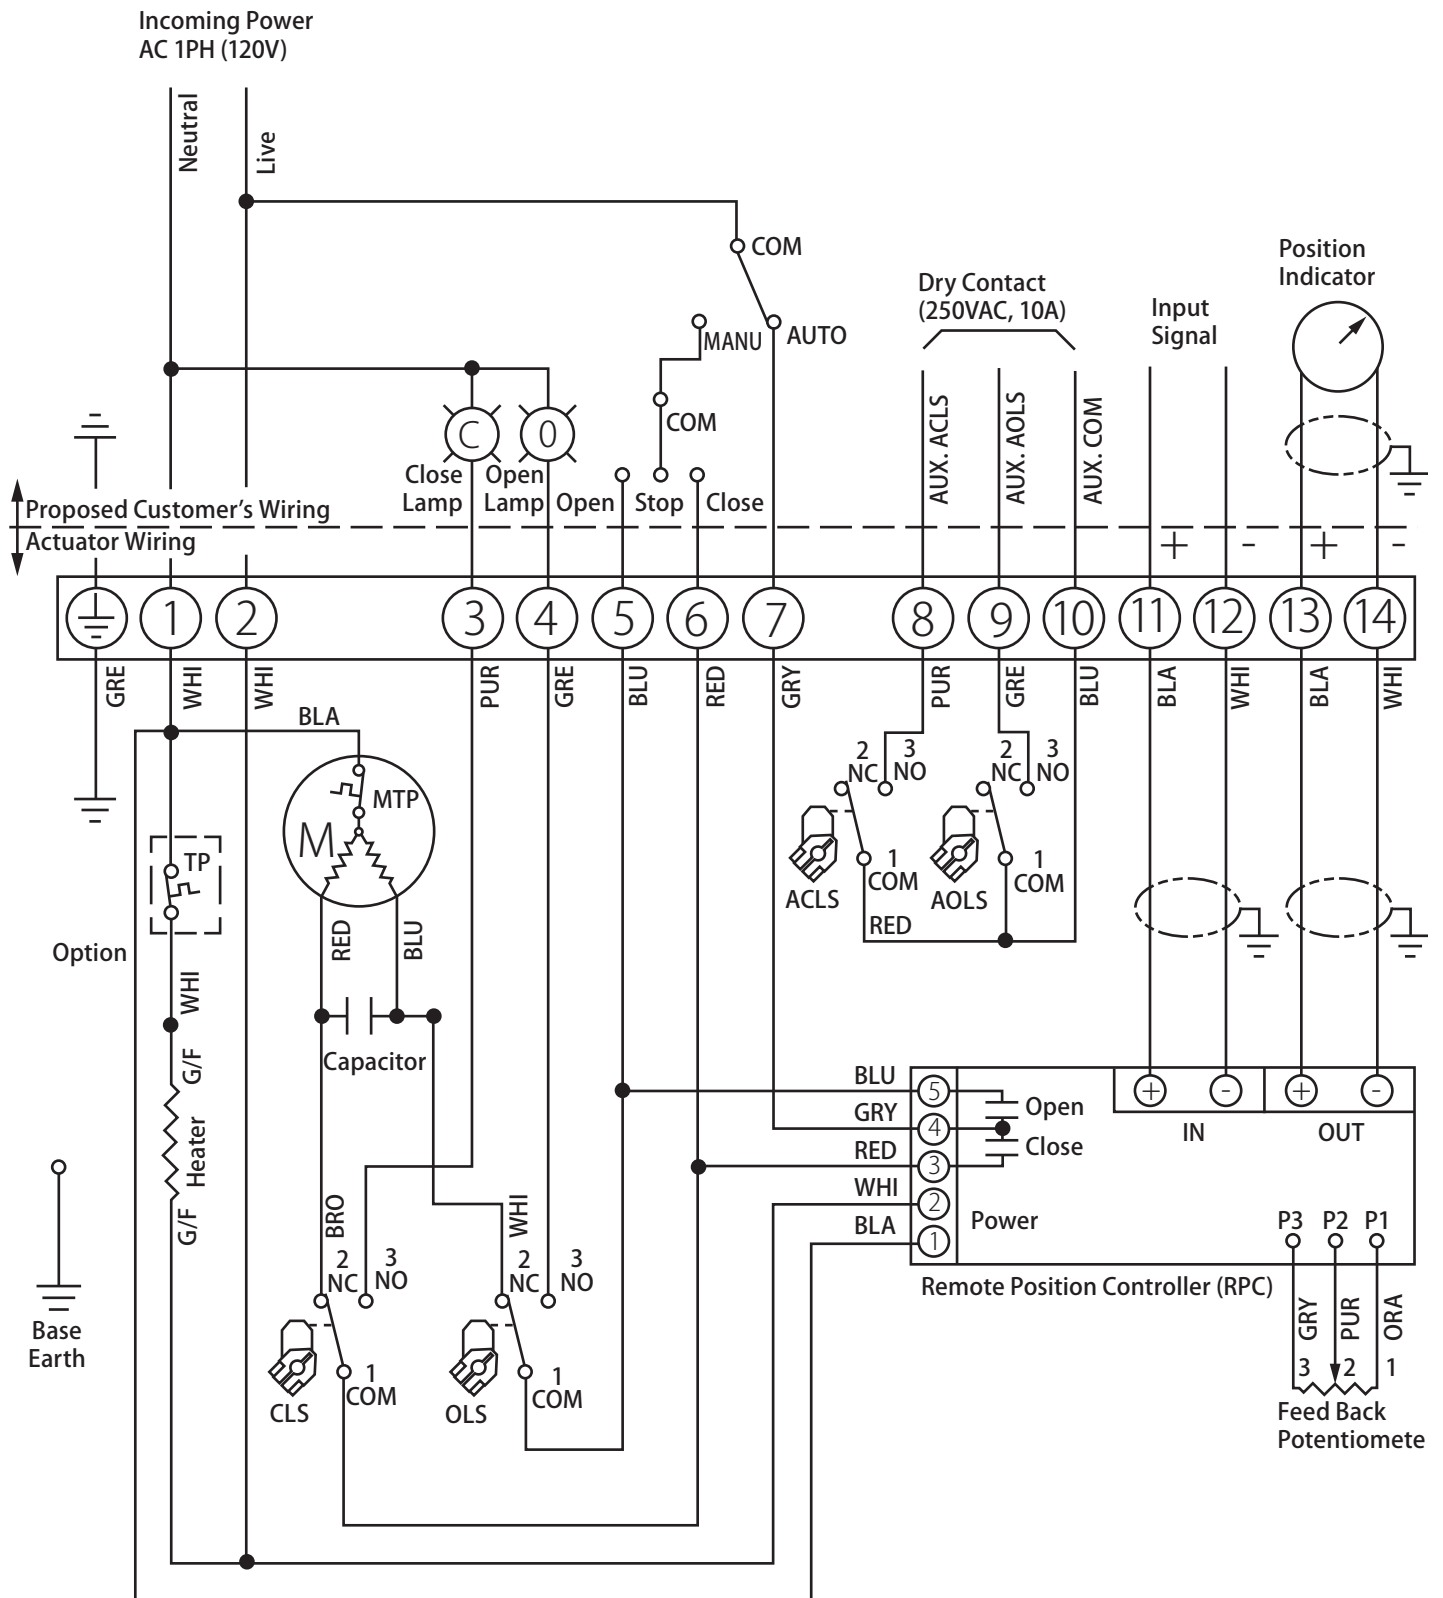 Incoming Power
AC 1PH (120V)
Neutral
Live
COM
MANU
AUTO
Dry Contact
(250VAC, 10A)
Input
Signal
Position
Indicator
C
0
COM
AUX. ACLS
AUX. AOLS
AUX. COM
Close
Lamp
Open
Lamp
Open
Stop
Close
Proposed Customer's Wiring
Actuator Wiring
+ - + -
1 2 3 4 5 6 7 8 9 10 11 12 13 14
GRE WHI WHI PUR GRE BLU RED GRY PUR GRE BLU BLA WHI BLA WHI
BLA
MTP
M
2
NC
3
NO
2
NC
3
NO
TP
1
COM
1
COM
ACLS
AOLS
RED
Option
RED
BLU
WHI
Capacitor
G/F
Heater
G/F
BLU
GRY
RED
WHI
BLA
5
4
3
2
1
Open
Close
Power
+ - + -
IN
OUT
P3 P2 P1
Remote Position Controller (RPC)
GRY
PUR
ORA
3 2 1
Feed Back
Potentiomete
BRO
WHI
2
NC
3
NO
2
NC
3
NO
Base
Earth
1
COM
CLS
1
COM
OLS